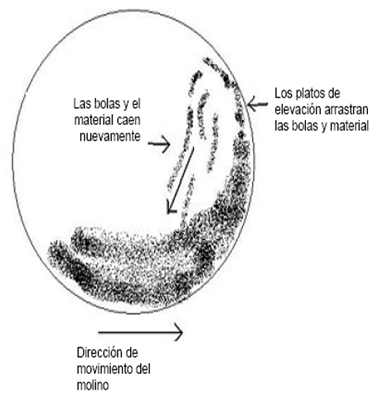 Las bolas y el
material caen
nuevamente
Los platos de
elevación arrastran
las bolas y material
Dirección de
movimiento del
molino